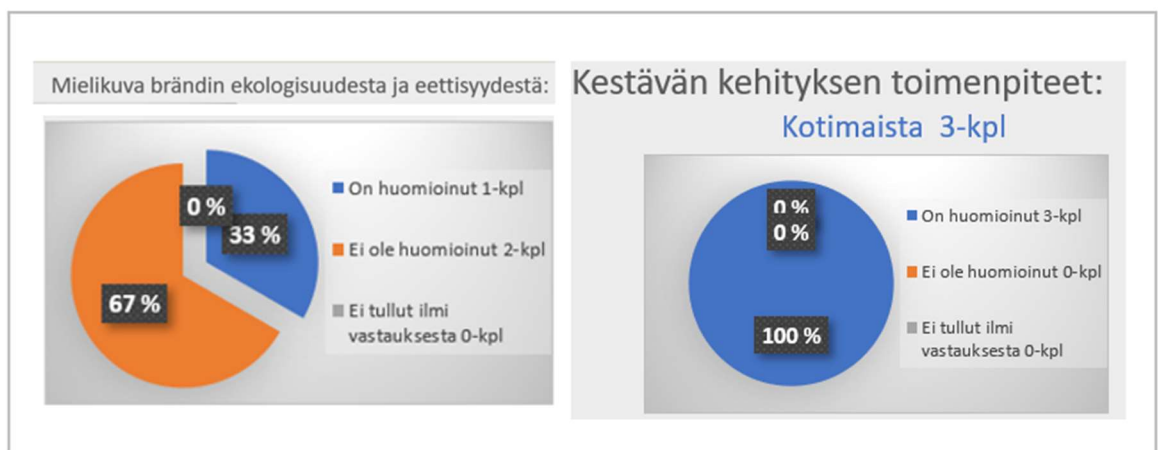 Mielikuva brändin ekologisuudesta ja eettisyydestä:
0 %
33 %
67 %
On huomioinut 1-kpl
Ei ole huomioinut 2-kpl
Ei tullut ilmi
vastauksesta 0-kpl
Kestävän kehityksen toimenpiteet:
Kotimaista 3-kpl
0 %
0 %
100 %
On huomioinut 3-kpl
Ei ole huomioinut 0-kpl
Ei tullut ilmi
vastauksesta 0-kpl